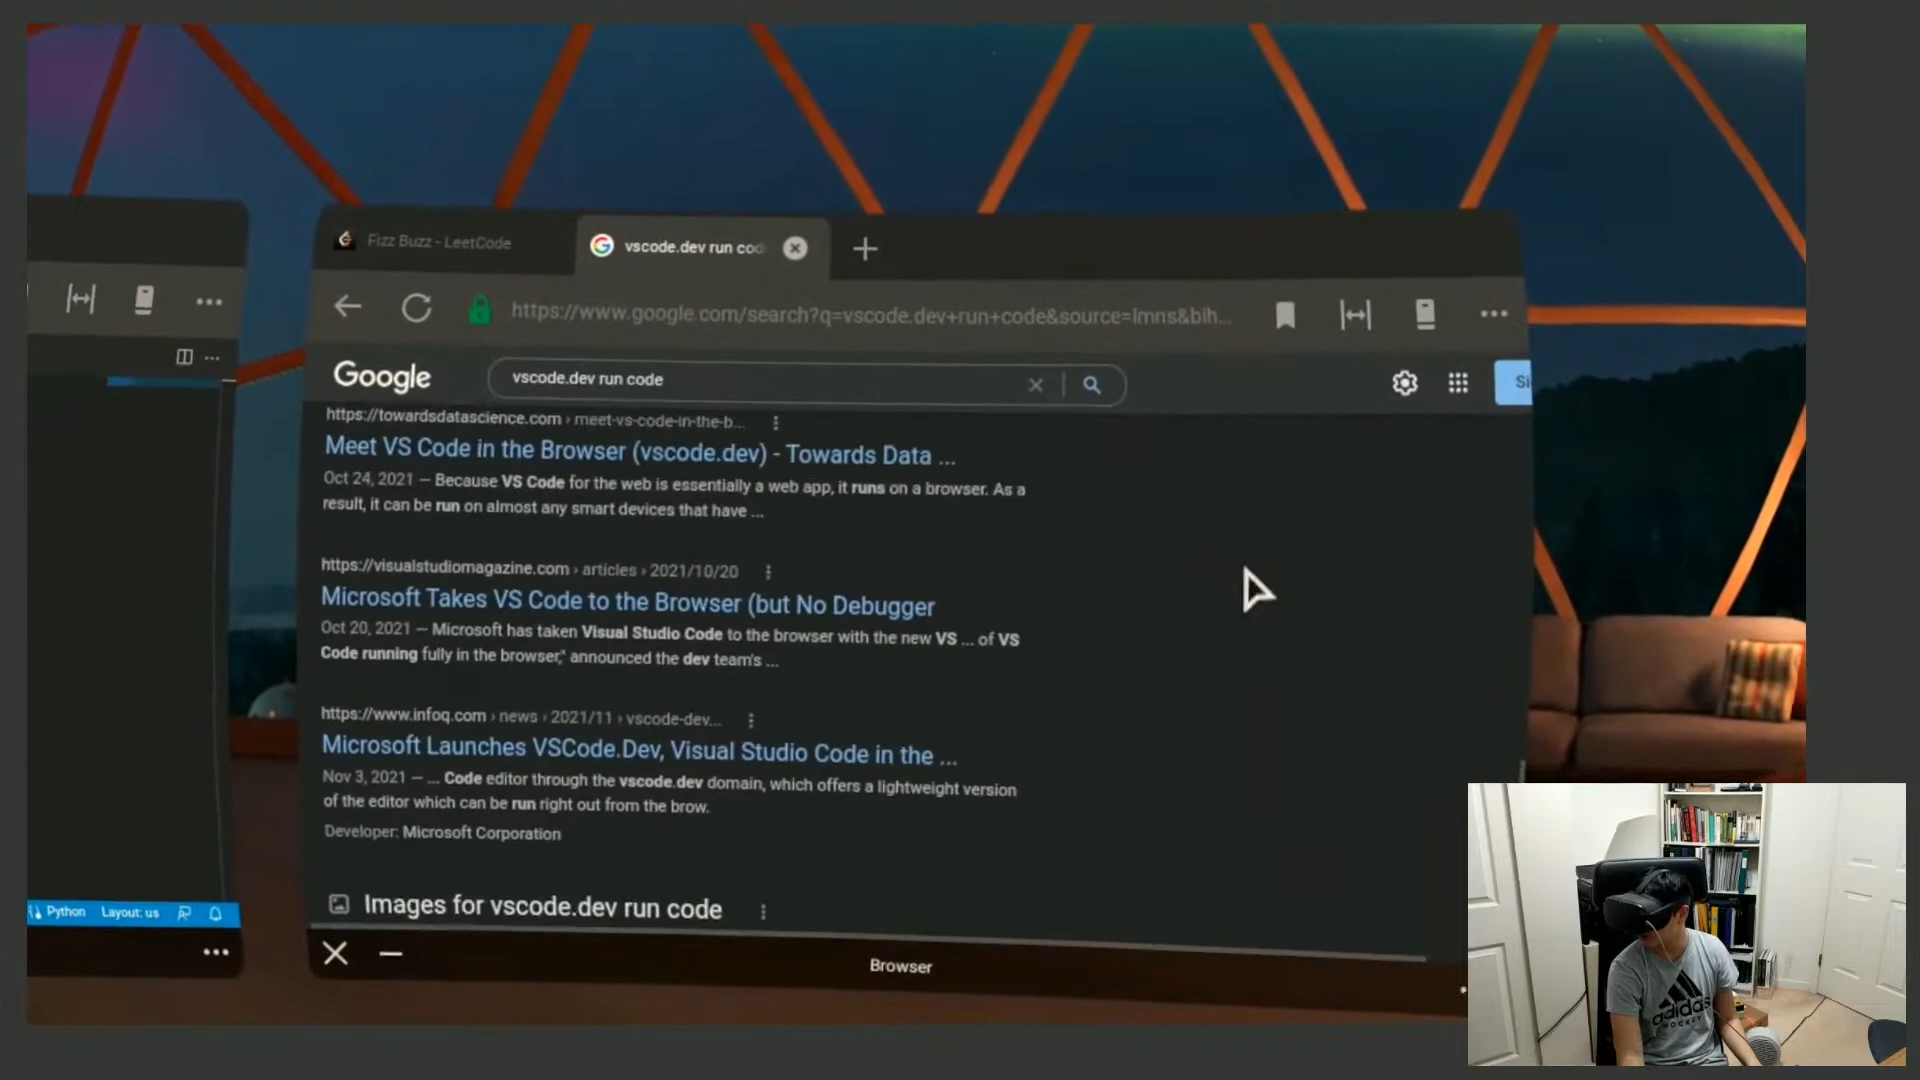 Fizz Buzz - LeetCode
vscode.dev run co
https://www.google.com/search?q=vscode.dev+run+code&source=lmns&bih...
Google
vscode.dev run code
https://towardsdatascience.com › meet-vs-code-in-the-b...
Meet VS Code in the Browser (vscode.dev) - Towards Data ...
Oct 24, 2021 — Because VS Code for the web is essentially a web app, it runs on a browser. As a
result, it can be run on almost any smart devices that have ...
https://visualstudiomagazine.com › articles › 2021/10/20
Microsoft Takes VS Code to the Browser (but No Debugger
Oct 20, 2021 — Microsoft has taken Visual Studio Code to the browser with the new VS ... of VS
Code running fully in the browser," announced the dev team's ...
https://www.infoq.com › news › 2021/11 › vscode-dev...
Microsoft Launches VSCode.Dev, Visual Studio Code in the ...
Nov 3, 2021 — ... Code editor through the vscode.dev domain, which offers a lightweight version
of the editor which can be run right out from the brow.
Developer: Microsoft Corporation
Images for vscode.dev run code
Python Layout: us
Browser
adidas
HOCKEY